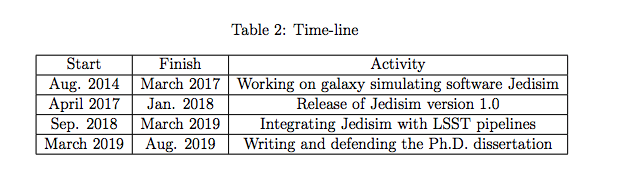 Table 2: Time-line
Start Finish Activity
Aug. 2014 March 2017 Working on galaxy simulating software Jedisim
April 2017 Jan. 2018 Release of Jedisim version 1.0
Sep. 2018 March 2019 Integrating Jedisim with LSST pipelines
March 2019 Aug. 2019 Writing and defending the Ph.D. dissertation